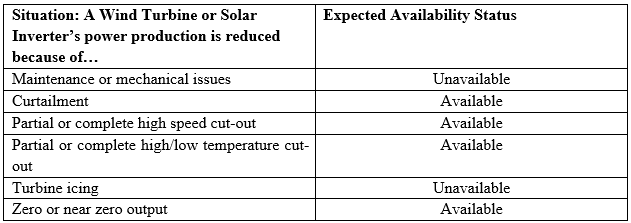 Situation: A Wind Turbine or Solar Expected Availability Status
Inverter’s power production is reduced
because of…
Maintenance or mechanical issues Unavailable
Curtailment Available
Partial or complete high speed cut-out Available
Partial or complete high/low temperature cut- Available
out
Turbine icing Unavailable
Zero or near zero output Available